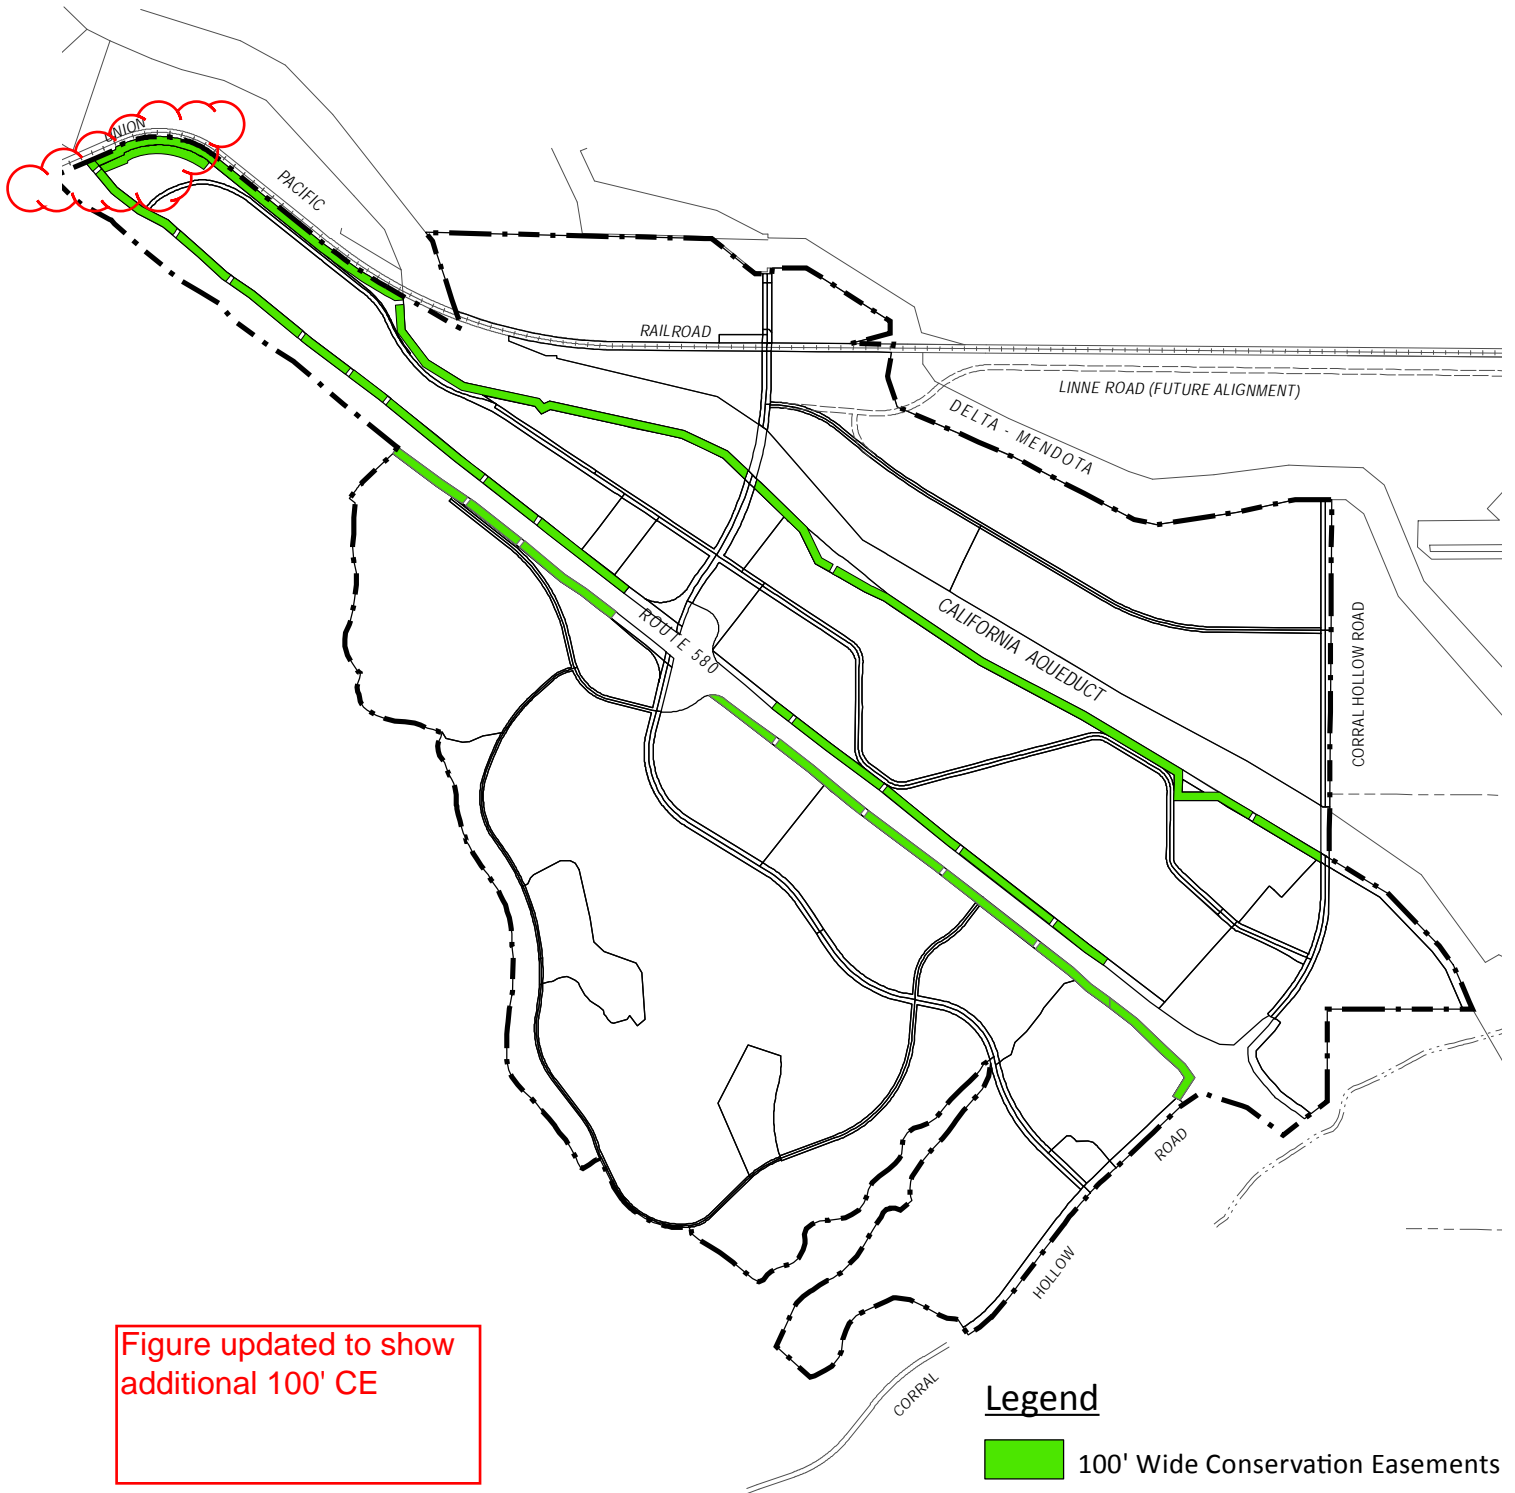 UNION
PACIFIC
RAILROAD
LINNE ROAD (FUTURE ALIGNMENT)
DELTA - MENDOTA
CALIFORNIA AQUEDUCT
CORRAL HOLLOW ROAD
ROUTE 580
ROAD
HOLLOW
CORRAL
Figure updated to show
additional 100' CE
Legend
100' Wide Conservation Easements